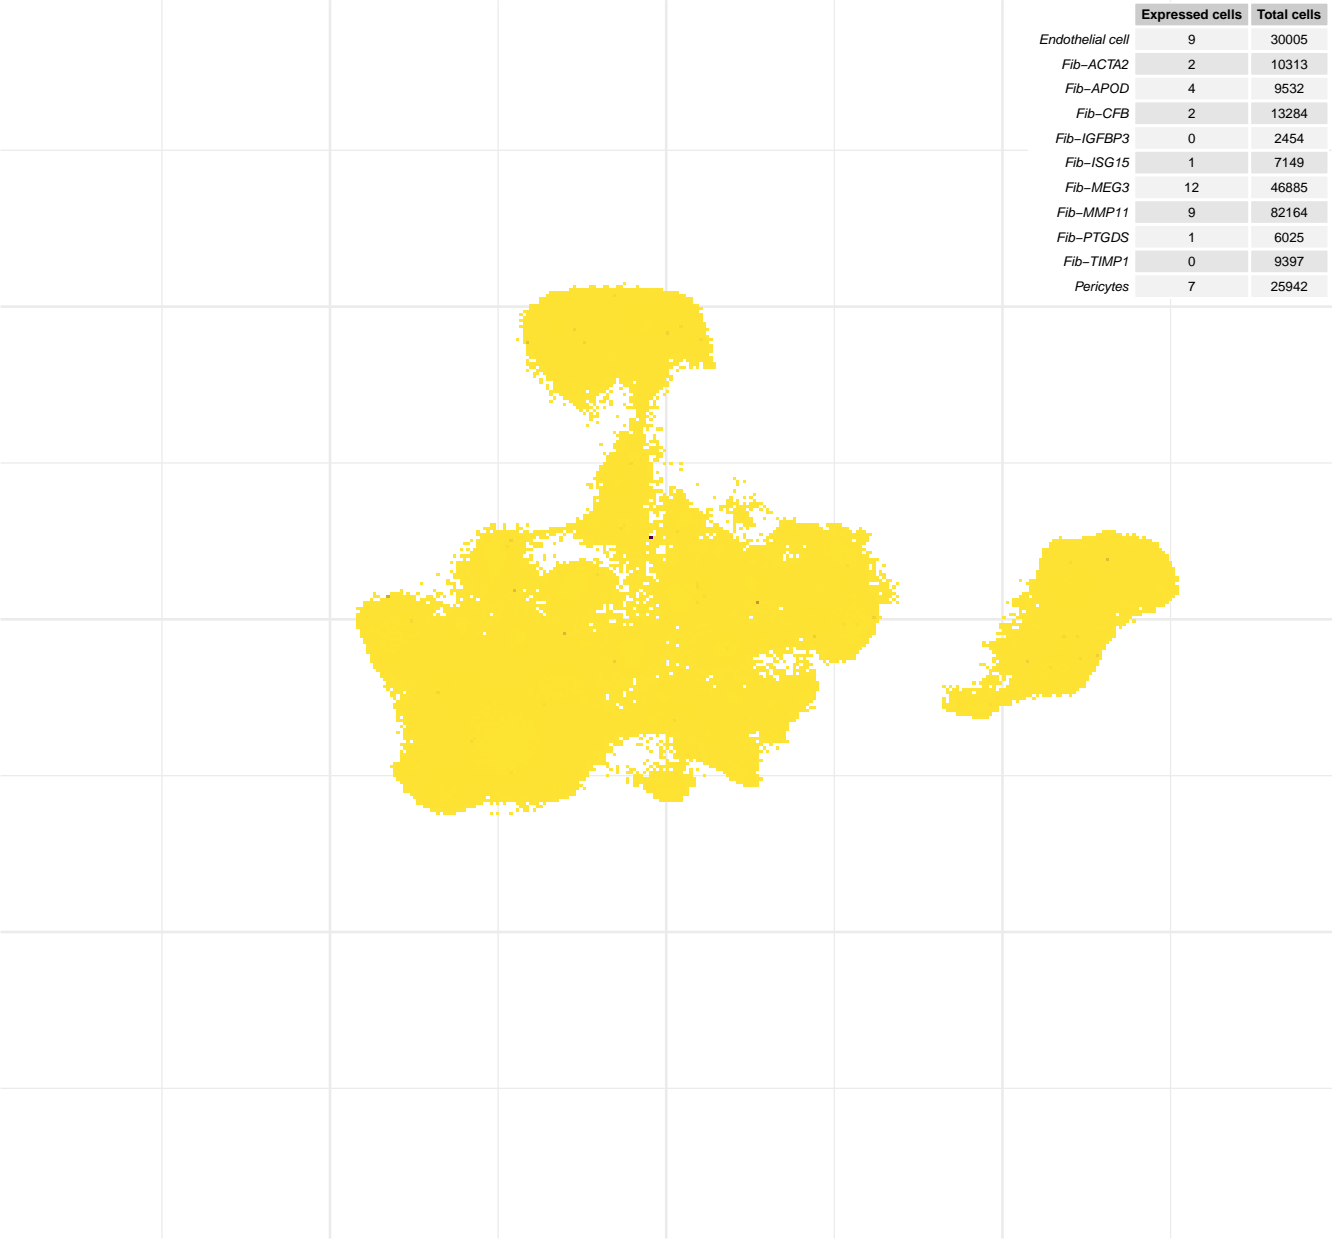 Expressed cells Total cells
Endothelial cell 9 30005
Fib−ACTA2 2 10313
Fib−APOD 4 9532
Fib−CFB 2 13284
Fib−IGFBP3 0 2454
Fib−ISG15 1 7149
Fib−MEG3 12 46885
Fib−MMP11 9 82164
Fib−PTGDS 1 6025
Fib−TIMP1 0 9397
Pericytes 7 25942